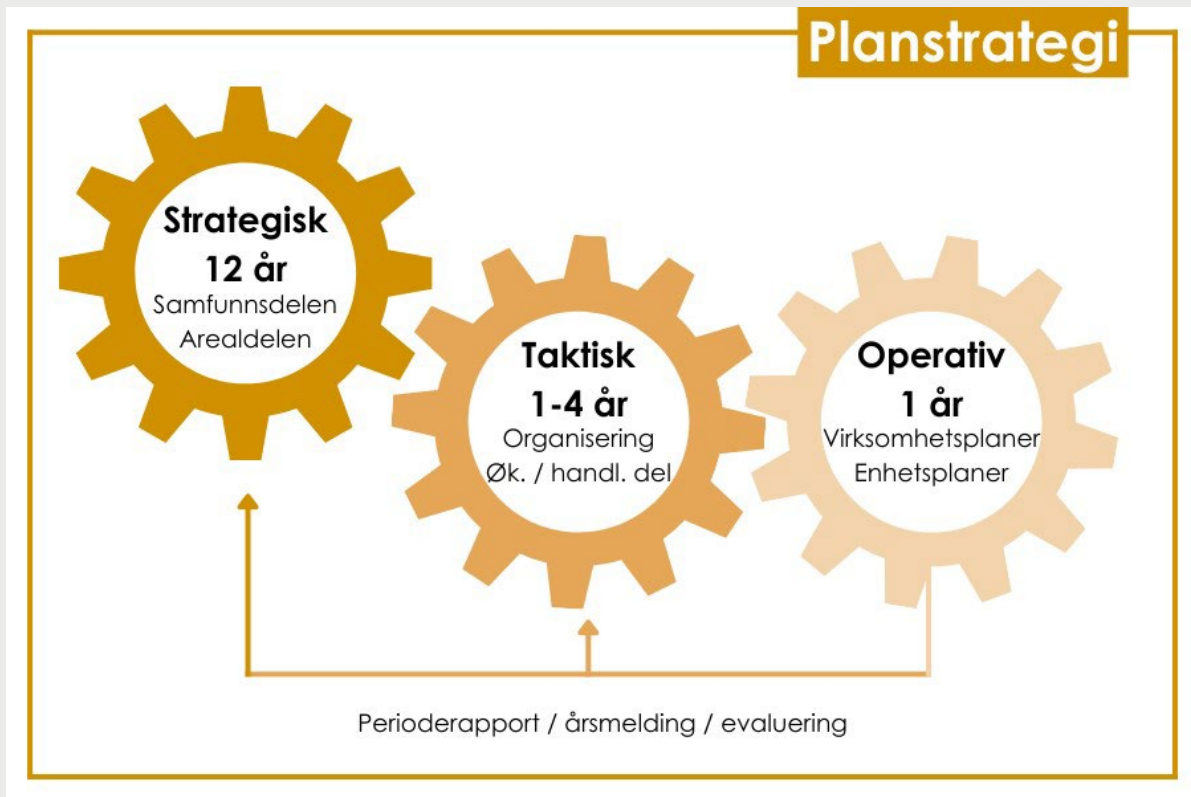 Planstrategi
Strategisk
12 år
Samfunnsdelen
Arealdelen
Taktisk
1-4 år
Organisering
Øk. / handl. del
Operativ
1 år
Virksomhetsplaner
Enhetsplaner
Perioderapport / årsmelding / evaluering